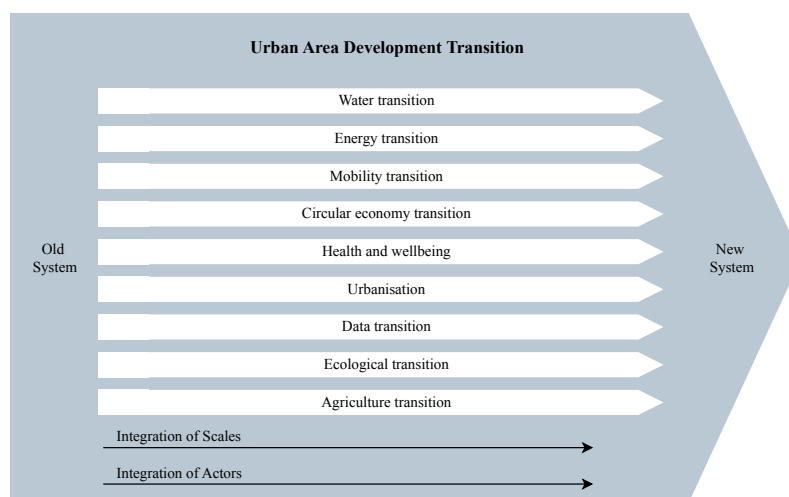 Urban Area Development Transition
Water transition
Energy transition
Mobility transition
Circular economy transition
Old
System
Health and wellbeing
New
System
Urbanisation
Data transition
Ecological transition
Agriculture transition
Integration of Scales
Integration of Actors